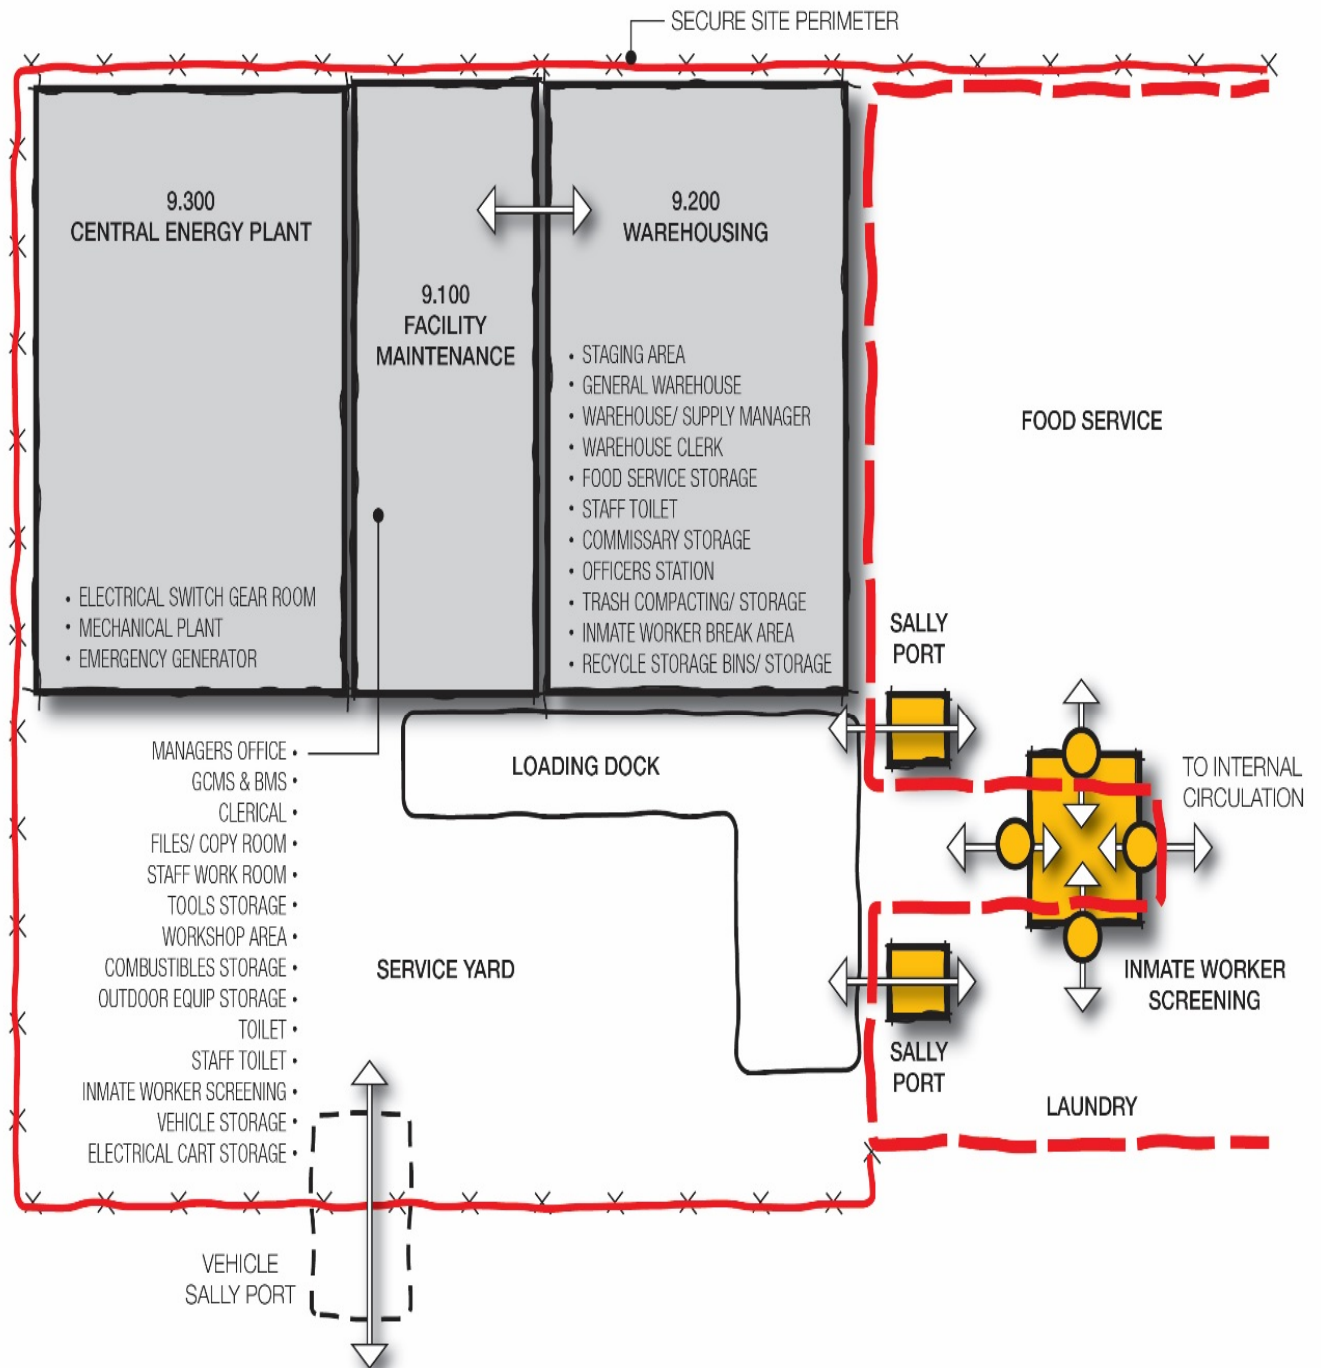 SECURE SITE PERIMETER
9.300
CENTRAL ENERGY PLANT
• ELECTRICAL SWITCH GEAR ROOM
• MECHANICAL PLANT
• EMERGENCY GENERATOR
9.100
FACILITY
MAINTENANCE
9.200
WAREHOUSING
• STAGING AREA
• GENERAL WAREHOUSE
• WAREHOUSE/ SUPPLY MANAGER
• WAREHOUSE CLERK
• FOOD SERVICE STORAGE
• STAFF TOILET
• COMMISSARY STORAGE
• OFFICERS STATION
• TRASH COMPACTING/ STORAGE
• INMATE WORKER BREAK AREA
• RECYCLE STORAGE BINS/ STORAGE
FOOD SERVICE
SALLY
PORT
MANAGERS OFFICE •
GCMS & BMS •
CLERICAL •
FILES/ COPY ROOM •
STAFF WORK ROOM •
TOOLS STORAGE •
WORKSHOP AREA •
COMBUSTIBLES STORAGE •
OUTDOOR EQUIP STORAGE •
TOILET •
STAFF TOILET •
INMATE WORKER SCREENING •
VEHICLE STORAGE •
ELECTRICAL CART STORAGE •
LOADING DOCK
TO INTERNAL
CIRCULATION
SERVICE YARD
INMATE WORKER
SCREENING
SALLY
PORT
LAUNDRY
VEHICLE
SALLY PORT